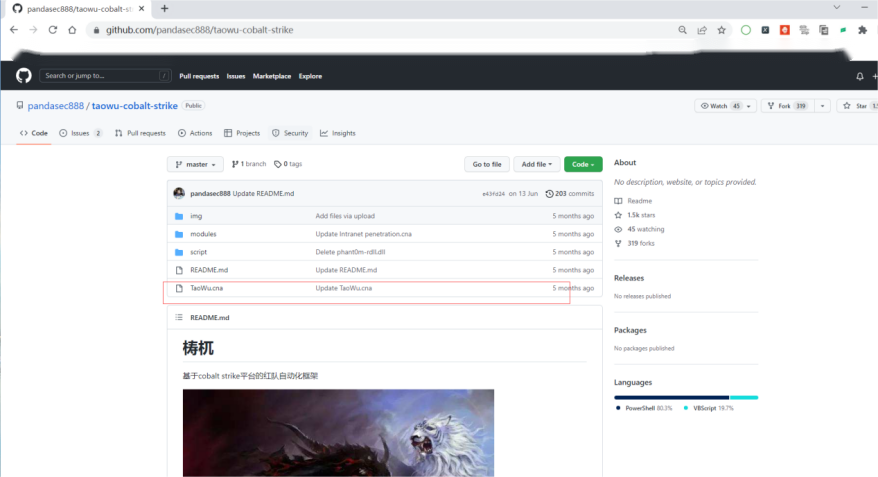 pandasec888/taowu-cobalt-str
github.com/pandasec888/taowu-cobalt-strike
Search or jump to... / Pull requests Issues Marketplace Explore
pandasec888 / taowu-cobalt-strike Public
Watch 45 Fork 319 Star
Code Issues 2 Pull requests Actions Projects Security Insights
master 1 branch 0 tags Go to file Add file Code
pandasec888 Update README.md e43fd24 on 13 Jun 203 commits
img Add files via upload 5 months ago
modules Update Intranet penetration.cna 5 months ago
script Delete phant0m-rdll.dll 5 months ago
README.md Update README.md 5 months ago
TaoWu.cna Update TaoWu.cna 5 months ago
README.md
梼杌
基于cobalt strike平台的红队自动化框架
About
No description, website, or topics provided.
Readme
1.5k stars
45 watching
319 forks
Releases
No releases published
Packages
No packages published
Languages
PowerShell 80.3% VBScript 19.7%